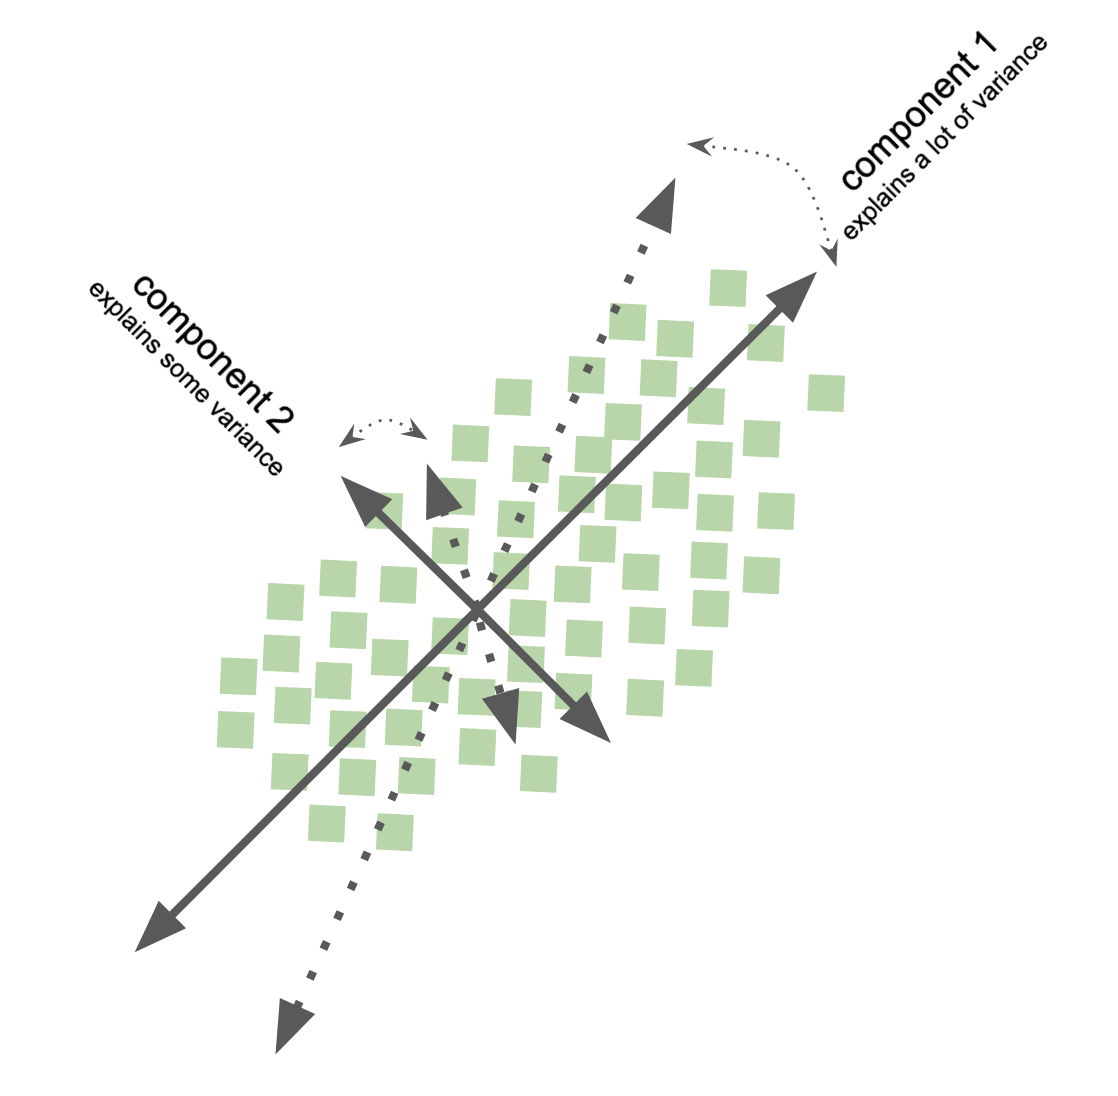 component 1
explains a lot of variance
component 2
explains some variance